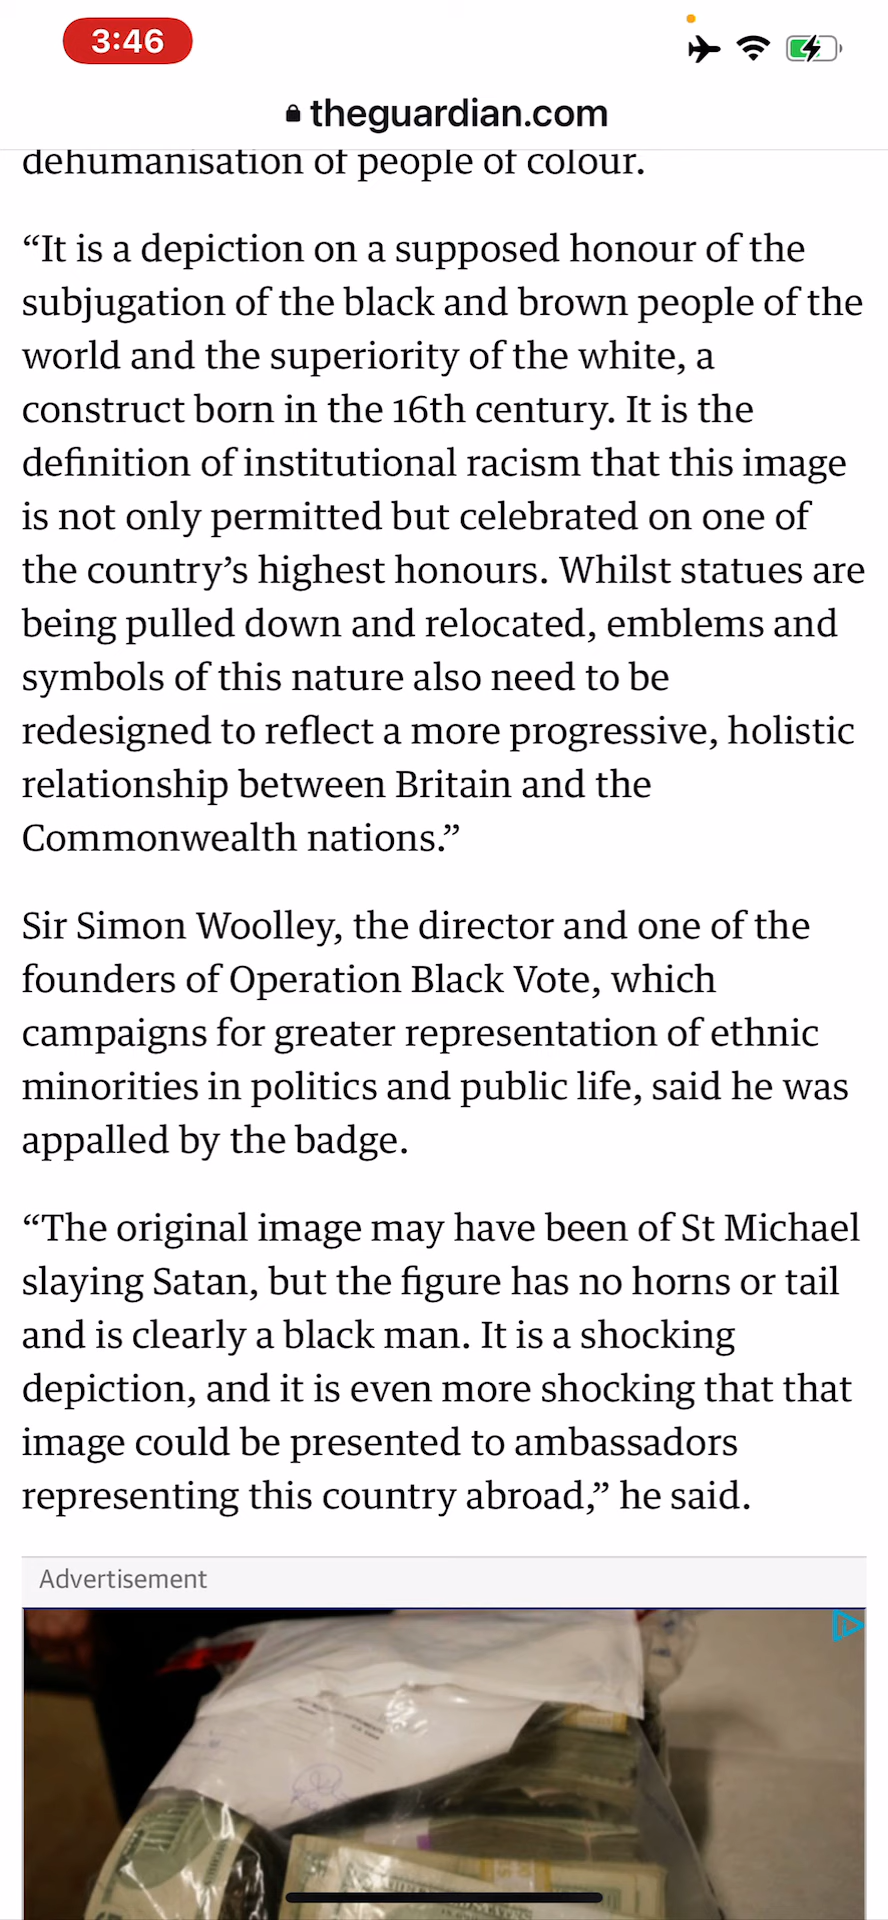 3:46
theguardian.com
dehumanisation of people of colour.
“It is a depiction on a supposed honour of the
subjugation of the black and brown people of the
world and the superiority of the white, a
construct born in the 16th century. It is the
definition of institutional racism that this image
is not only permitted but celebrated on one of
the country’s highest honours. Whilst statues are
being pulled down and relocated, emblems and
symbols of this nature also need to be
redesigned to reflect a more progressive, holistic
relationship between Britain and the
Commonwealth nations.”
Sir Simon Woolley, the director and one of the
founders of Operation Black Vote, which
campaigns for greater representation of ethnic
minorities in politics and public life, said he was
appalled by the badge.
“The original image may have been of St Michael
slaying Satan, but the figure has no horns or tail
and is clearly a black man. It is a shocking
depiction, and it is even more shocking that that
image could be presented to ambassadors
representing this country abroad,” he said.
Advertisement